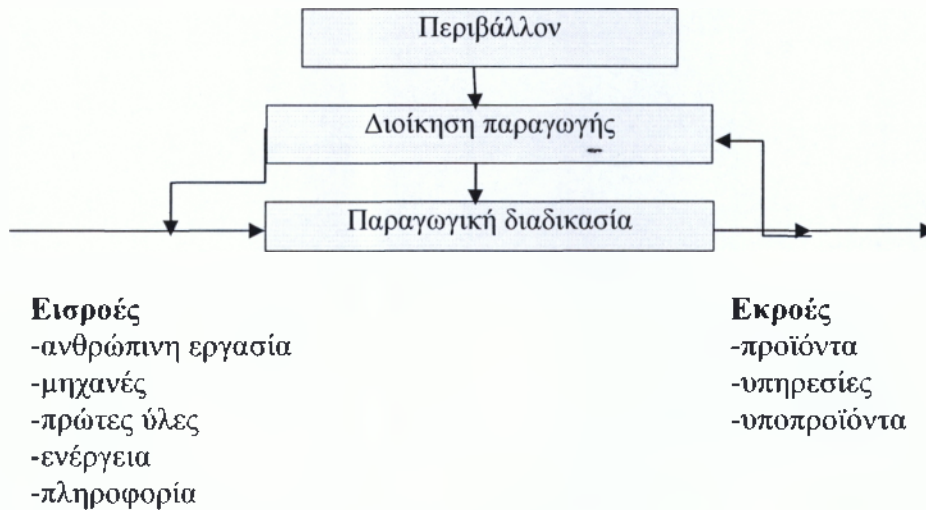 Περιβάλλον
Διοίκηση παραγωγής
Παραγωγική διαδικασία
Εισροές
-ανθρώπινη εργασία
-μηχανές
-πρώτες ύλες
-ενέργεια
-πληροφορία
Εκροές
-προϊόντα
-υπηρεσίες
-υποπροϊόντα